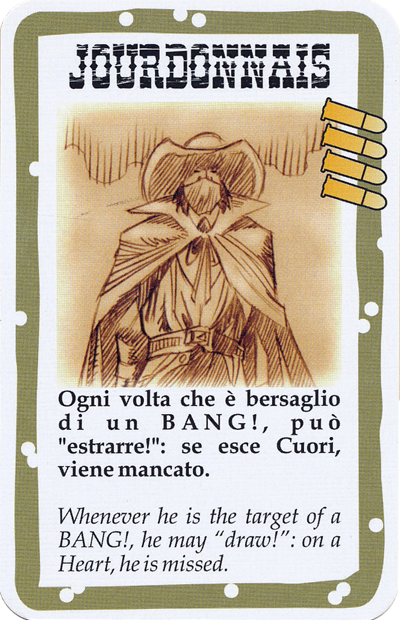 JOURDONNAIS
Ogni volta che è bersaglio
di un BANG!, può
"estrarre!": se esce Cuori,
viene mancato.
Whenever he is the target of a
BANG!, he may “draw!”: on a
Heart, he is missed.